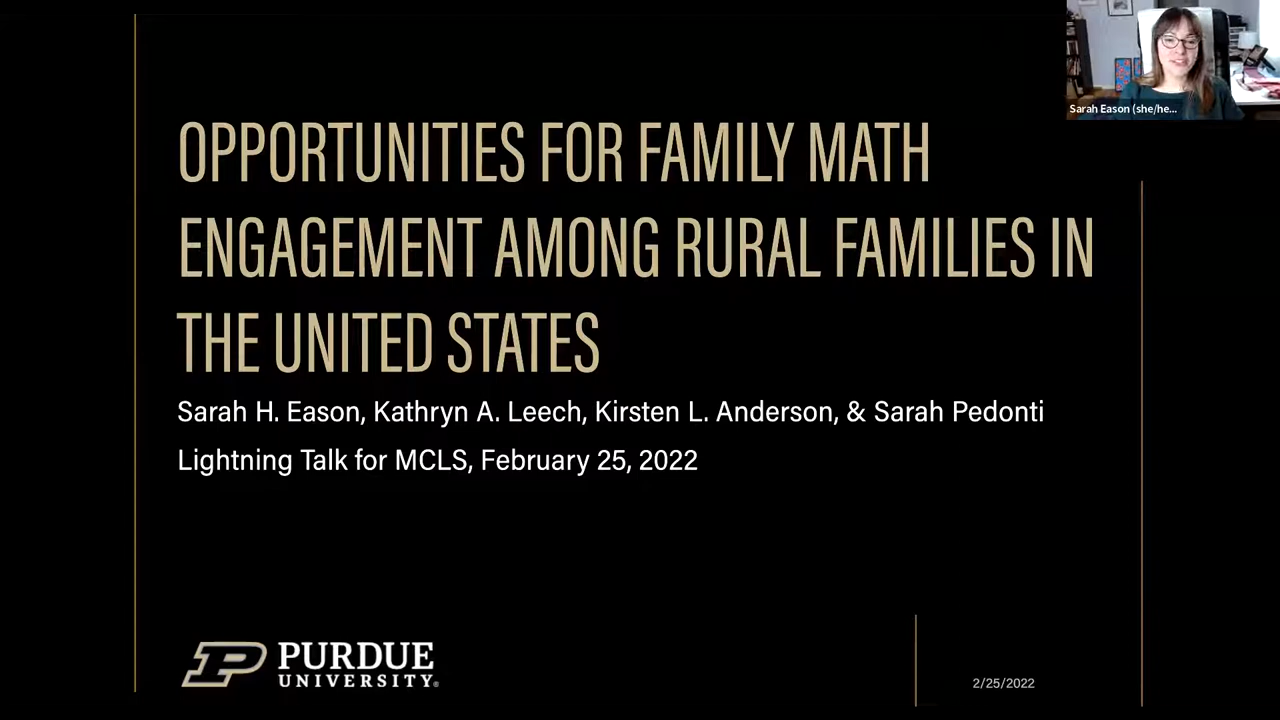 Sarah Eason (she/he...
OPPORTUNITIES FOR FAMILY MATH
ENGAGEMENT AMONG RURAL FAMILIES IN
THE UNITED STATES
Sarah H. Eason, Kathryn A. Leech, Kirsten L. Anderson, & Sarah Pedonti
Lightning Talk for MCLS, February 25, 2022
P PURDUE
UNIVERSITY®
2/25/2022